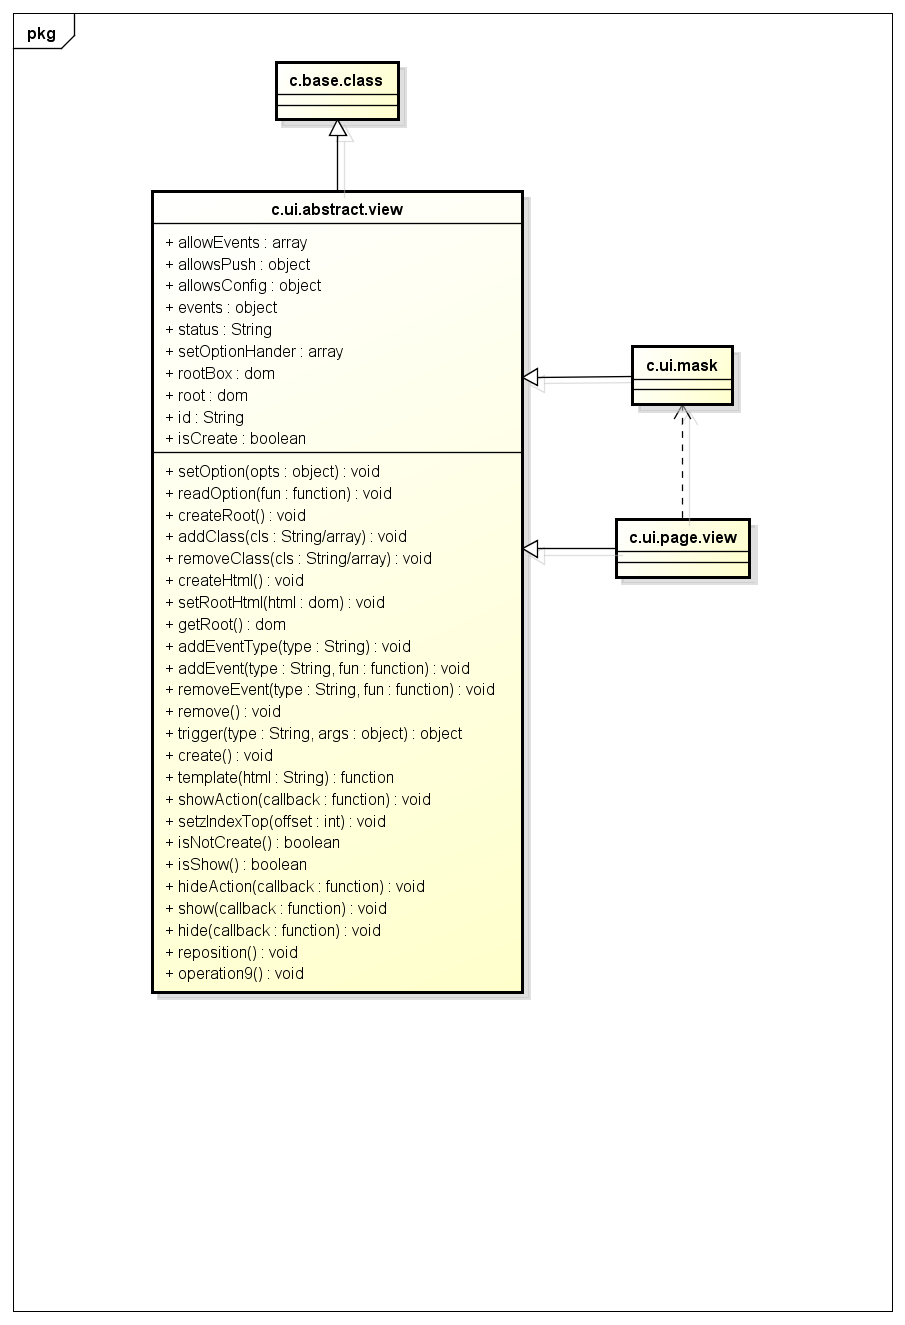 pkg
c.base.class
c.ui.abstract.view
+ allowEvents : array
+ allowsPush : object
+ allowsConfig : object
+ events : object
+ status : String
+ setOptionHander : array
+ rootBox : dom
+ root : dom
+ id : String
+ isCreate : boolean
+ setOption(opts : object) : void
+ readOption(fun : function) : void
+ createRoot() : void
+ addClass(cls : String/array) : void
+ removeClass(cls : String/array) : void
+ createHtml() : void
+ setRootHtml(html : dom) : void
+ getRoot() : dom
+ addEventType(type : String) : void
+ addEvent(type : String, fun : function) : void
+ removeEvent(type : String, fun : function) : void
+ remove() : void
+ trigger(type : String, args : object) : object
+ create() : void
+ template(html : String) : function
+ showAction(callback : function) : void
+ setzIndexTop(offset : int) : void
+ isNotCreate() : boolean
+ isShow() : boolean
+ hideAction(callback : function) : void
+ show(callback : function) : void
+ hide(callback : function) : void
+ reposition() : void
+ operation9() : void
c.ui.mask
c.ui.page.view